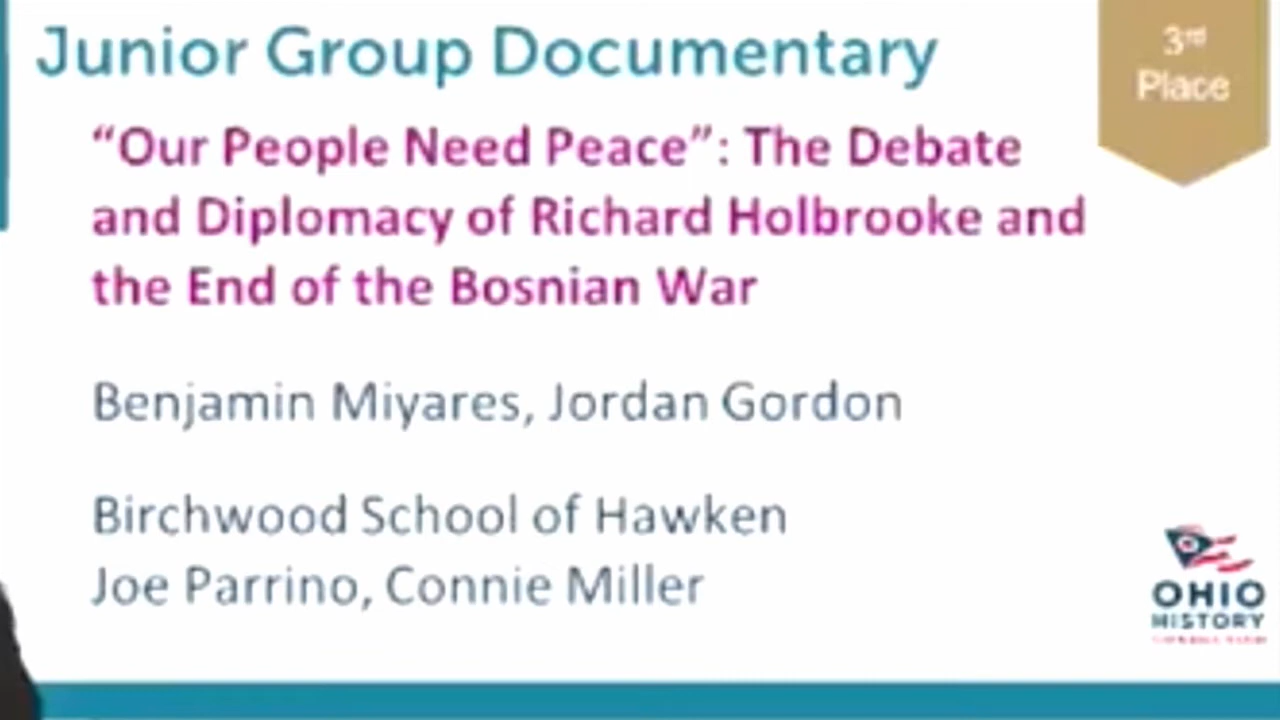 Junior Group Documentary
3rd
Place
“Our People Need Peace”: The Debate
and Diplomacy of Richard Holbrooke and
the End of the Bosnian War
Benjamin Miyares, Jordan Gordon
Birchwood School of Hawken
Joe Parrino, Connie Miller
OHIO
HISTORY